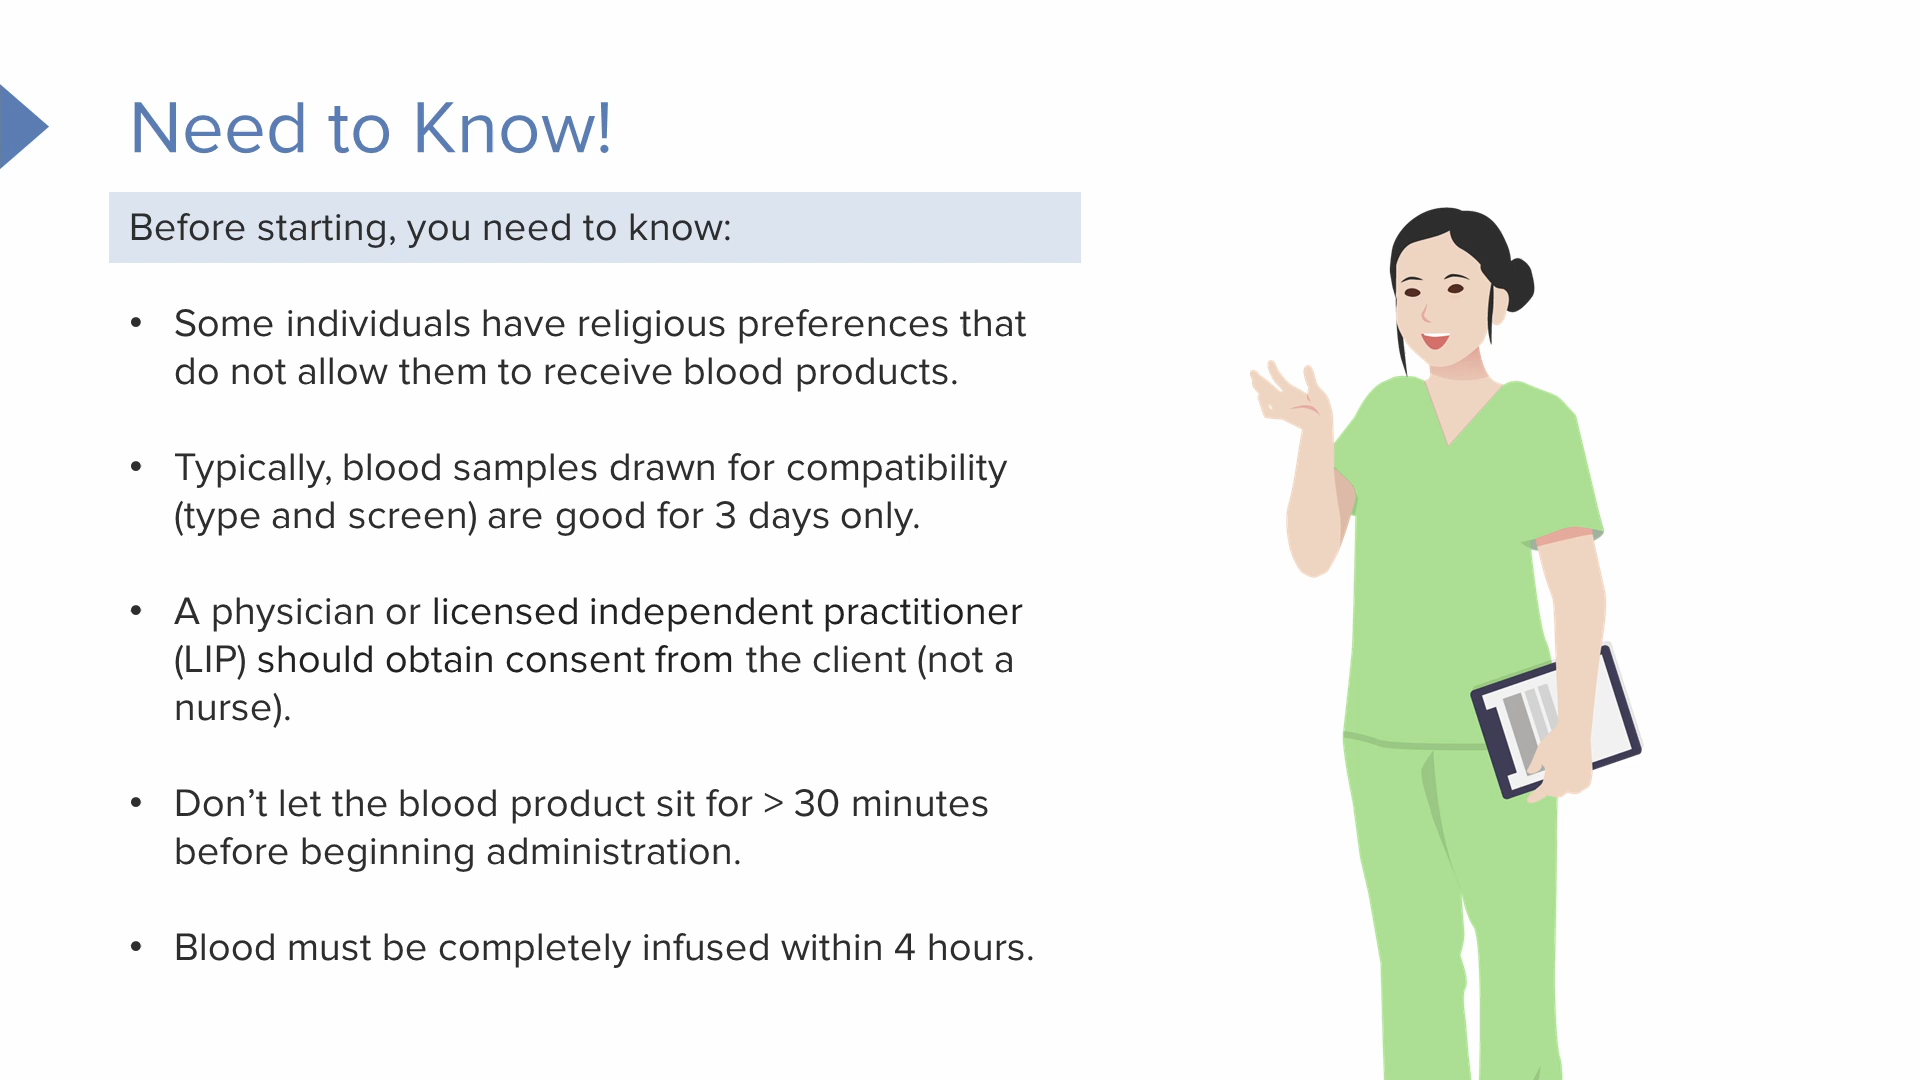 Need to Know!
Before starting, you need to know:
• Some individuals have religious preferences that
do not allow them to receive blood products.
• Typically, blood samples drawn for compatibility
(type and screen) are good for 3 days only.
• A physician or licensed independent practitioner
(LIP) should obtain consent from the client (not a
nurse).
• Don’t let the blood product sit for > 30 minutes
before beginning administration.
• Blood must be completely infused within 4 hours.